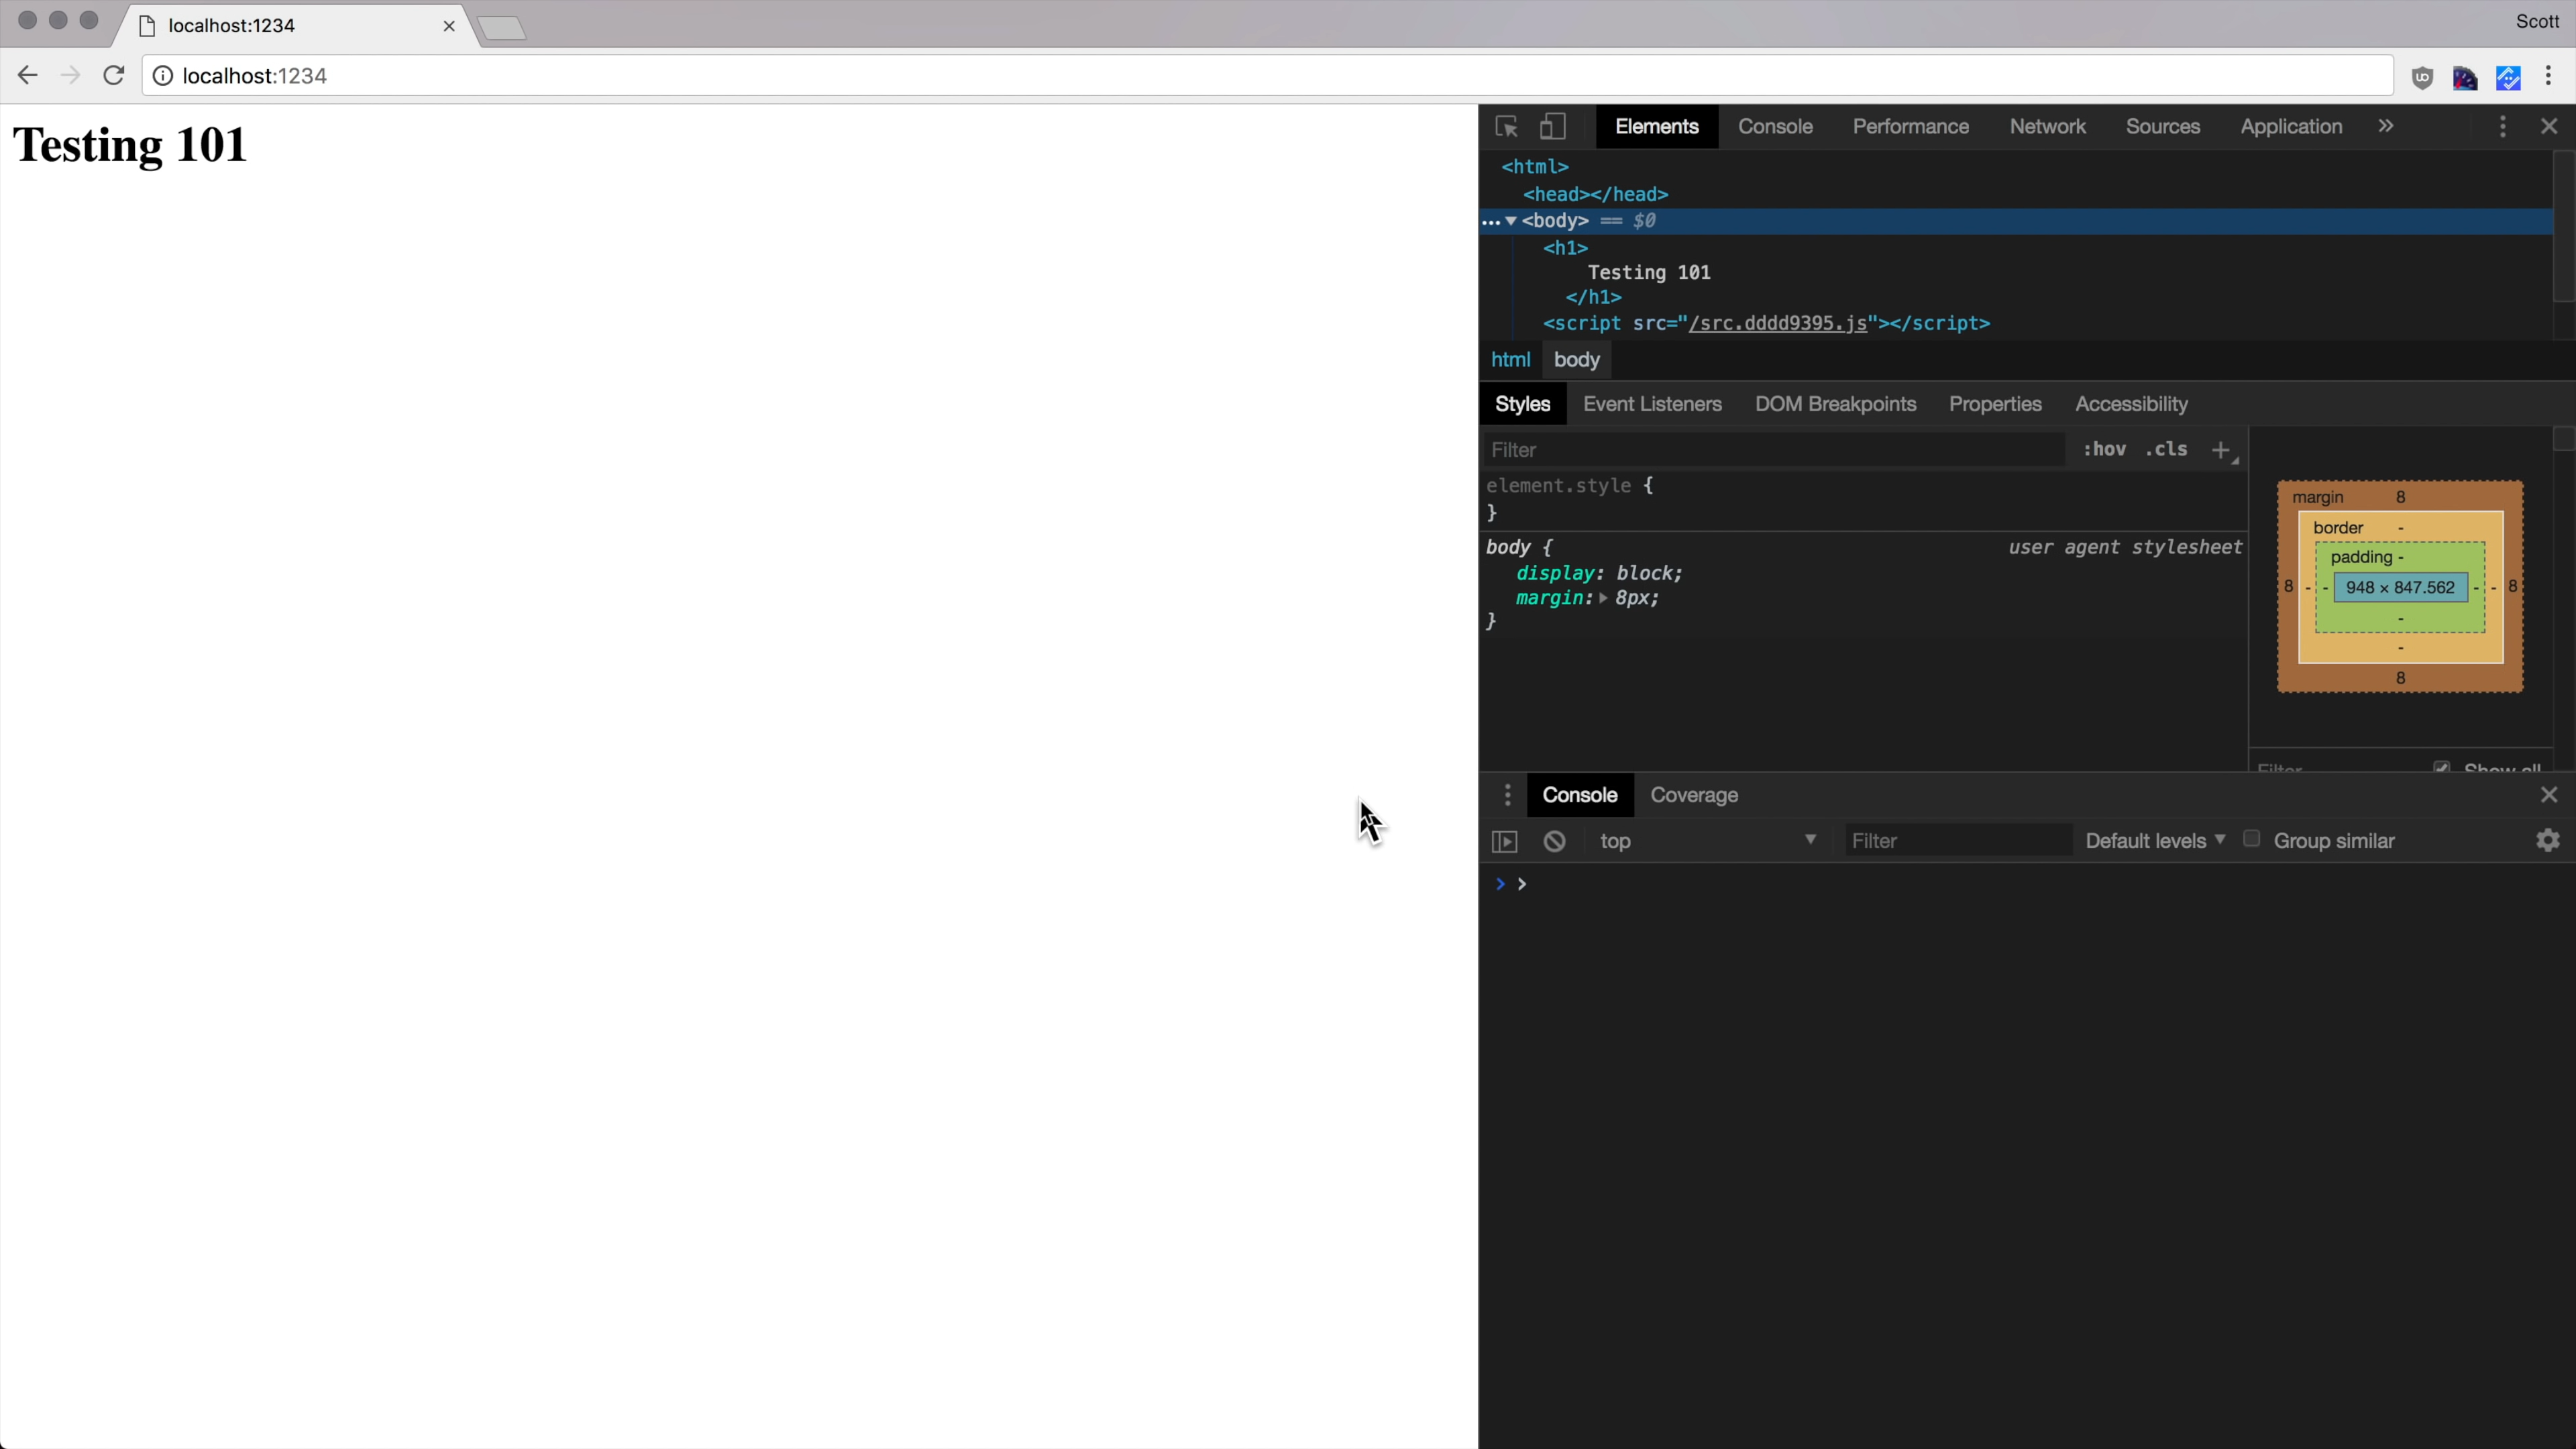 localhost:1234
Scott
localhost:1234
Testing 101
Elements Console Performance Network Sources Application
<html>
<head></head>
…▼<body> == $0
<h1>
Testing 101
</h1>
<script src="/src.dddd9395.js"></script>
html body
Styles Event Listeners DOM Breakpoints Properties Accessibility
Filter :hov .cls +
element.style {
}
body { user agent stylesheet
display: block;
margin:▶ 8px;
}
margin 8
border -
padding -
8 - - 948 × 847.562 - - 8
-
-
8
Filter Show all
Console Coverage
top Filter Default levels Group similar